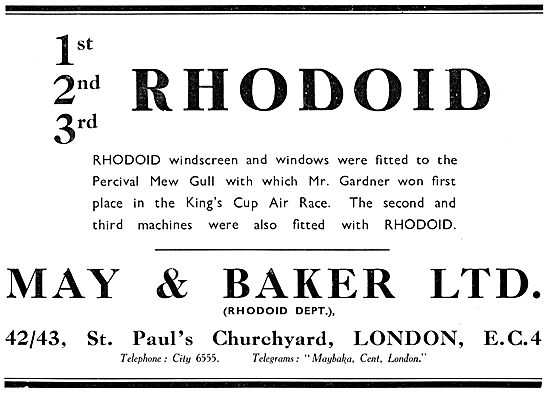 1st
2nd
3rd
RHODOID
RHODOID windscreen and windows were fitted to the
Percival Mew Gull with which Mr. Gardner won first
place in the King's Cup Air Race. The second and
third machines were also fitted with RHODOID.
MAY & BAKER LTD.
(RHODOID DEPT.),
42/43, St. Paul's Churchyard, LONDON, E.C.4
Telephone : City 6555. Telegrams : "Maybaka, Cent, London."